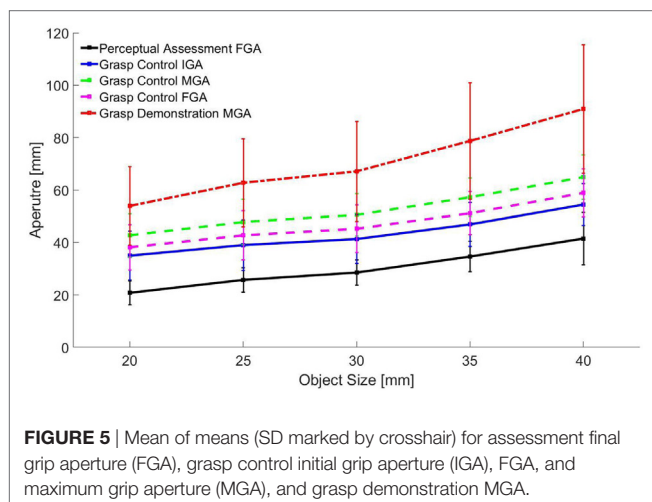 120
100
80
60
40
20
0
Aperutre [mm]
Perceptual Assessment FGA
Grasp Control IGA
Grasp Control MGA
Grasp Control FGA
Grasp Demonstration MGA
20 25 30 35 40
Object Size [mm]
FIGURE 5 | Mean of means (SD marked by crosshair) for assessment final
grip aperture (FGA), grasp control initial grip aperture (IGA), FGA, and
maximum grip aperture (MGA), and grasp demonstration MGA.